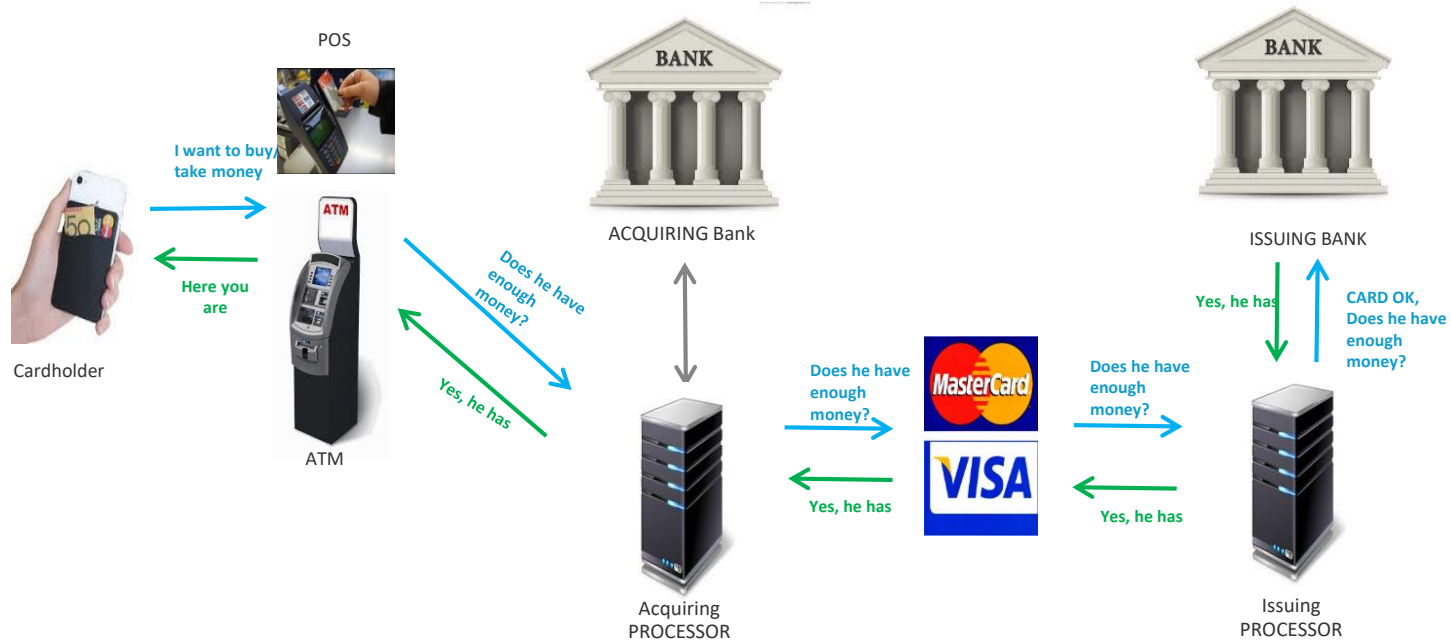 POS
BANK
BANK
I want to buy/
take money
ATM
50
ACQUIRING Bank
ISSUING BANK
Does he have
enough
money?
Here you
are
Yes, he has
CARD OK,
Does he have
enough
money?
Cardholder
Yes, he has
Does he have
enough
money?
MasterCard
Does he have
enough
money?
ATM
VISA
Yes, he has
Yes, he has
Acquiring
PROCESSOR
Issuing
PROCESSOR